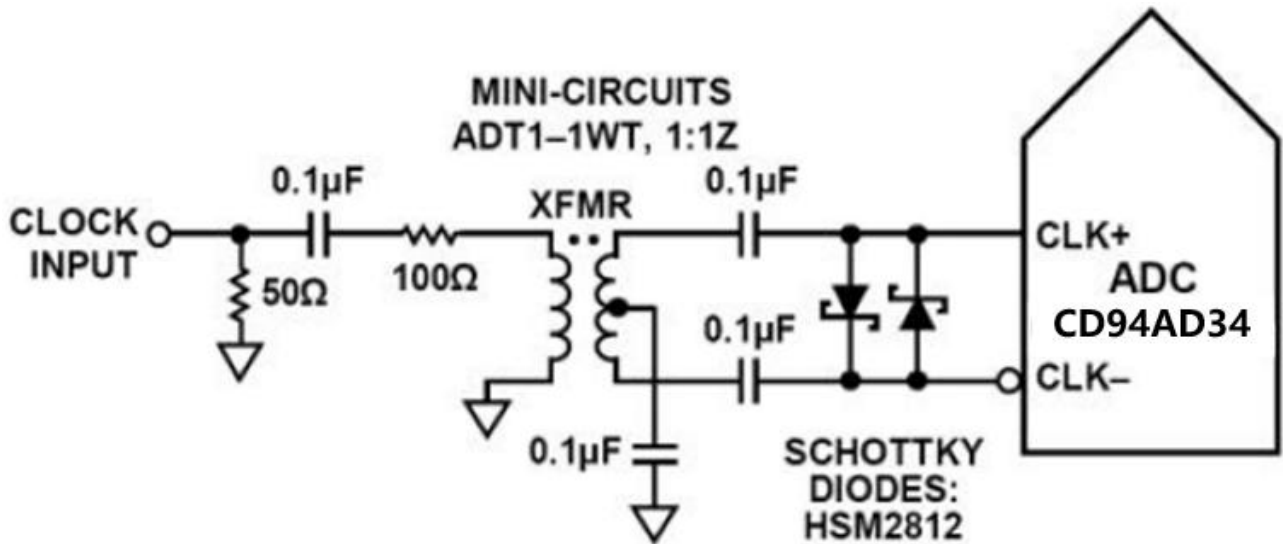 MINI-CIRCUITS
ADT1–1WT, 1:1Z
0.1µF
0.1µF
XFMR
CLOCK
INPUT
50Ω
100Ω
CLK+
ADC
CD94AD34
0.1µF
CLK–
0.1µF
SCHOTTKY
DIODES:
HSM2812